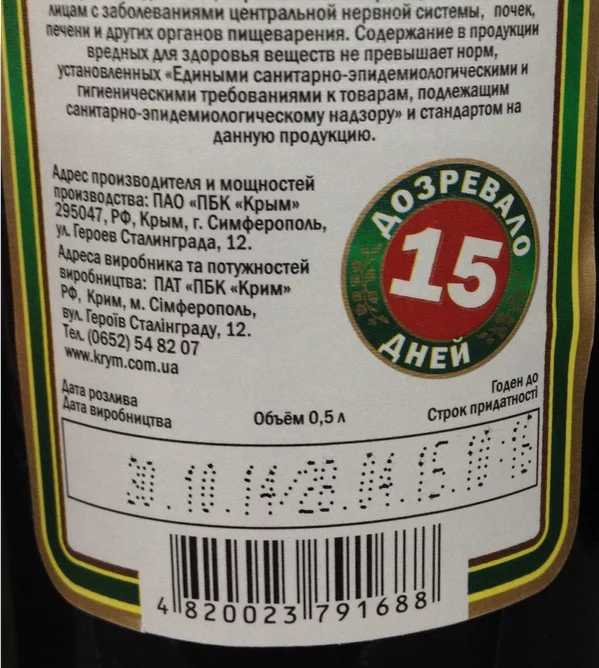 лицам с заболеваниями центральной нервной системы, почек,
печени и других органов пищеварения. Содержание в продукции
вредных для здоровья веществ не превышает норм,
установленных «Едиными санитарно-эпидемиологическими и
гигиеническими требованиями к товарам, подлежащим
санитарно-эпидемиологическому надзору» и стандартом на
данную продукцию.
Адрес производителя и мощностей
производства: ПАО «ПБК «Крым»
295047, РФ, Крым, г. Симферополь,
ул. Героев Сталинграда, 12.
Адреса виробника та потужностей
виробництва: ПАТ «ПБК «Крим»
РФ, Крим, м. Сімферополь,
вул. Героїв Сталінграду, 12.
Тел. (0652) 54 82 07
www.krym.com.ua
ДОЗРЕВАЛО
15
ДНЕЙ
Дата розлива
Дата виробництва
Объём 0,5 л
Годен до
Строк придатності
30.10.14/28.04.15.18-16
4 820023 791688